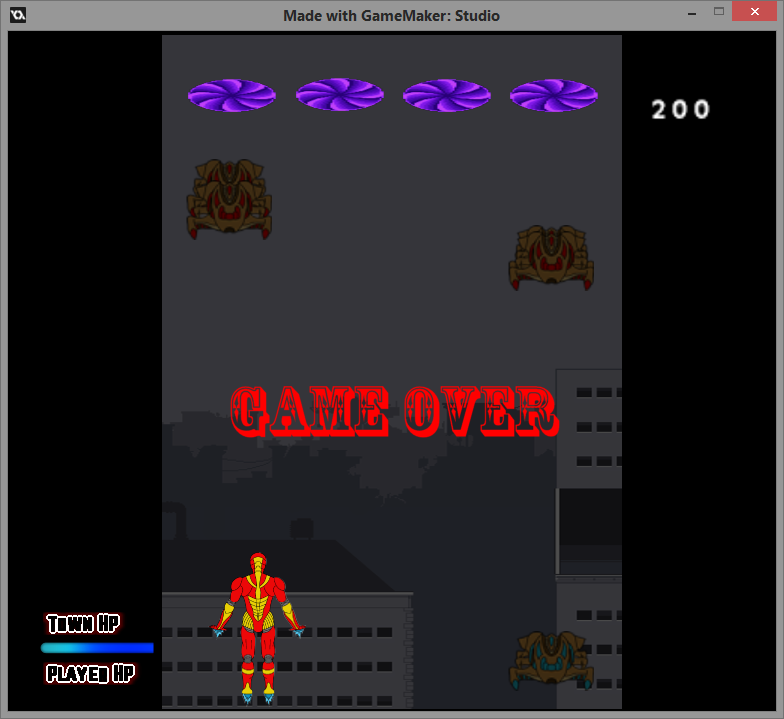 Made with GameMaker: Studio
200
GAME OVER
Town HP
Player HP